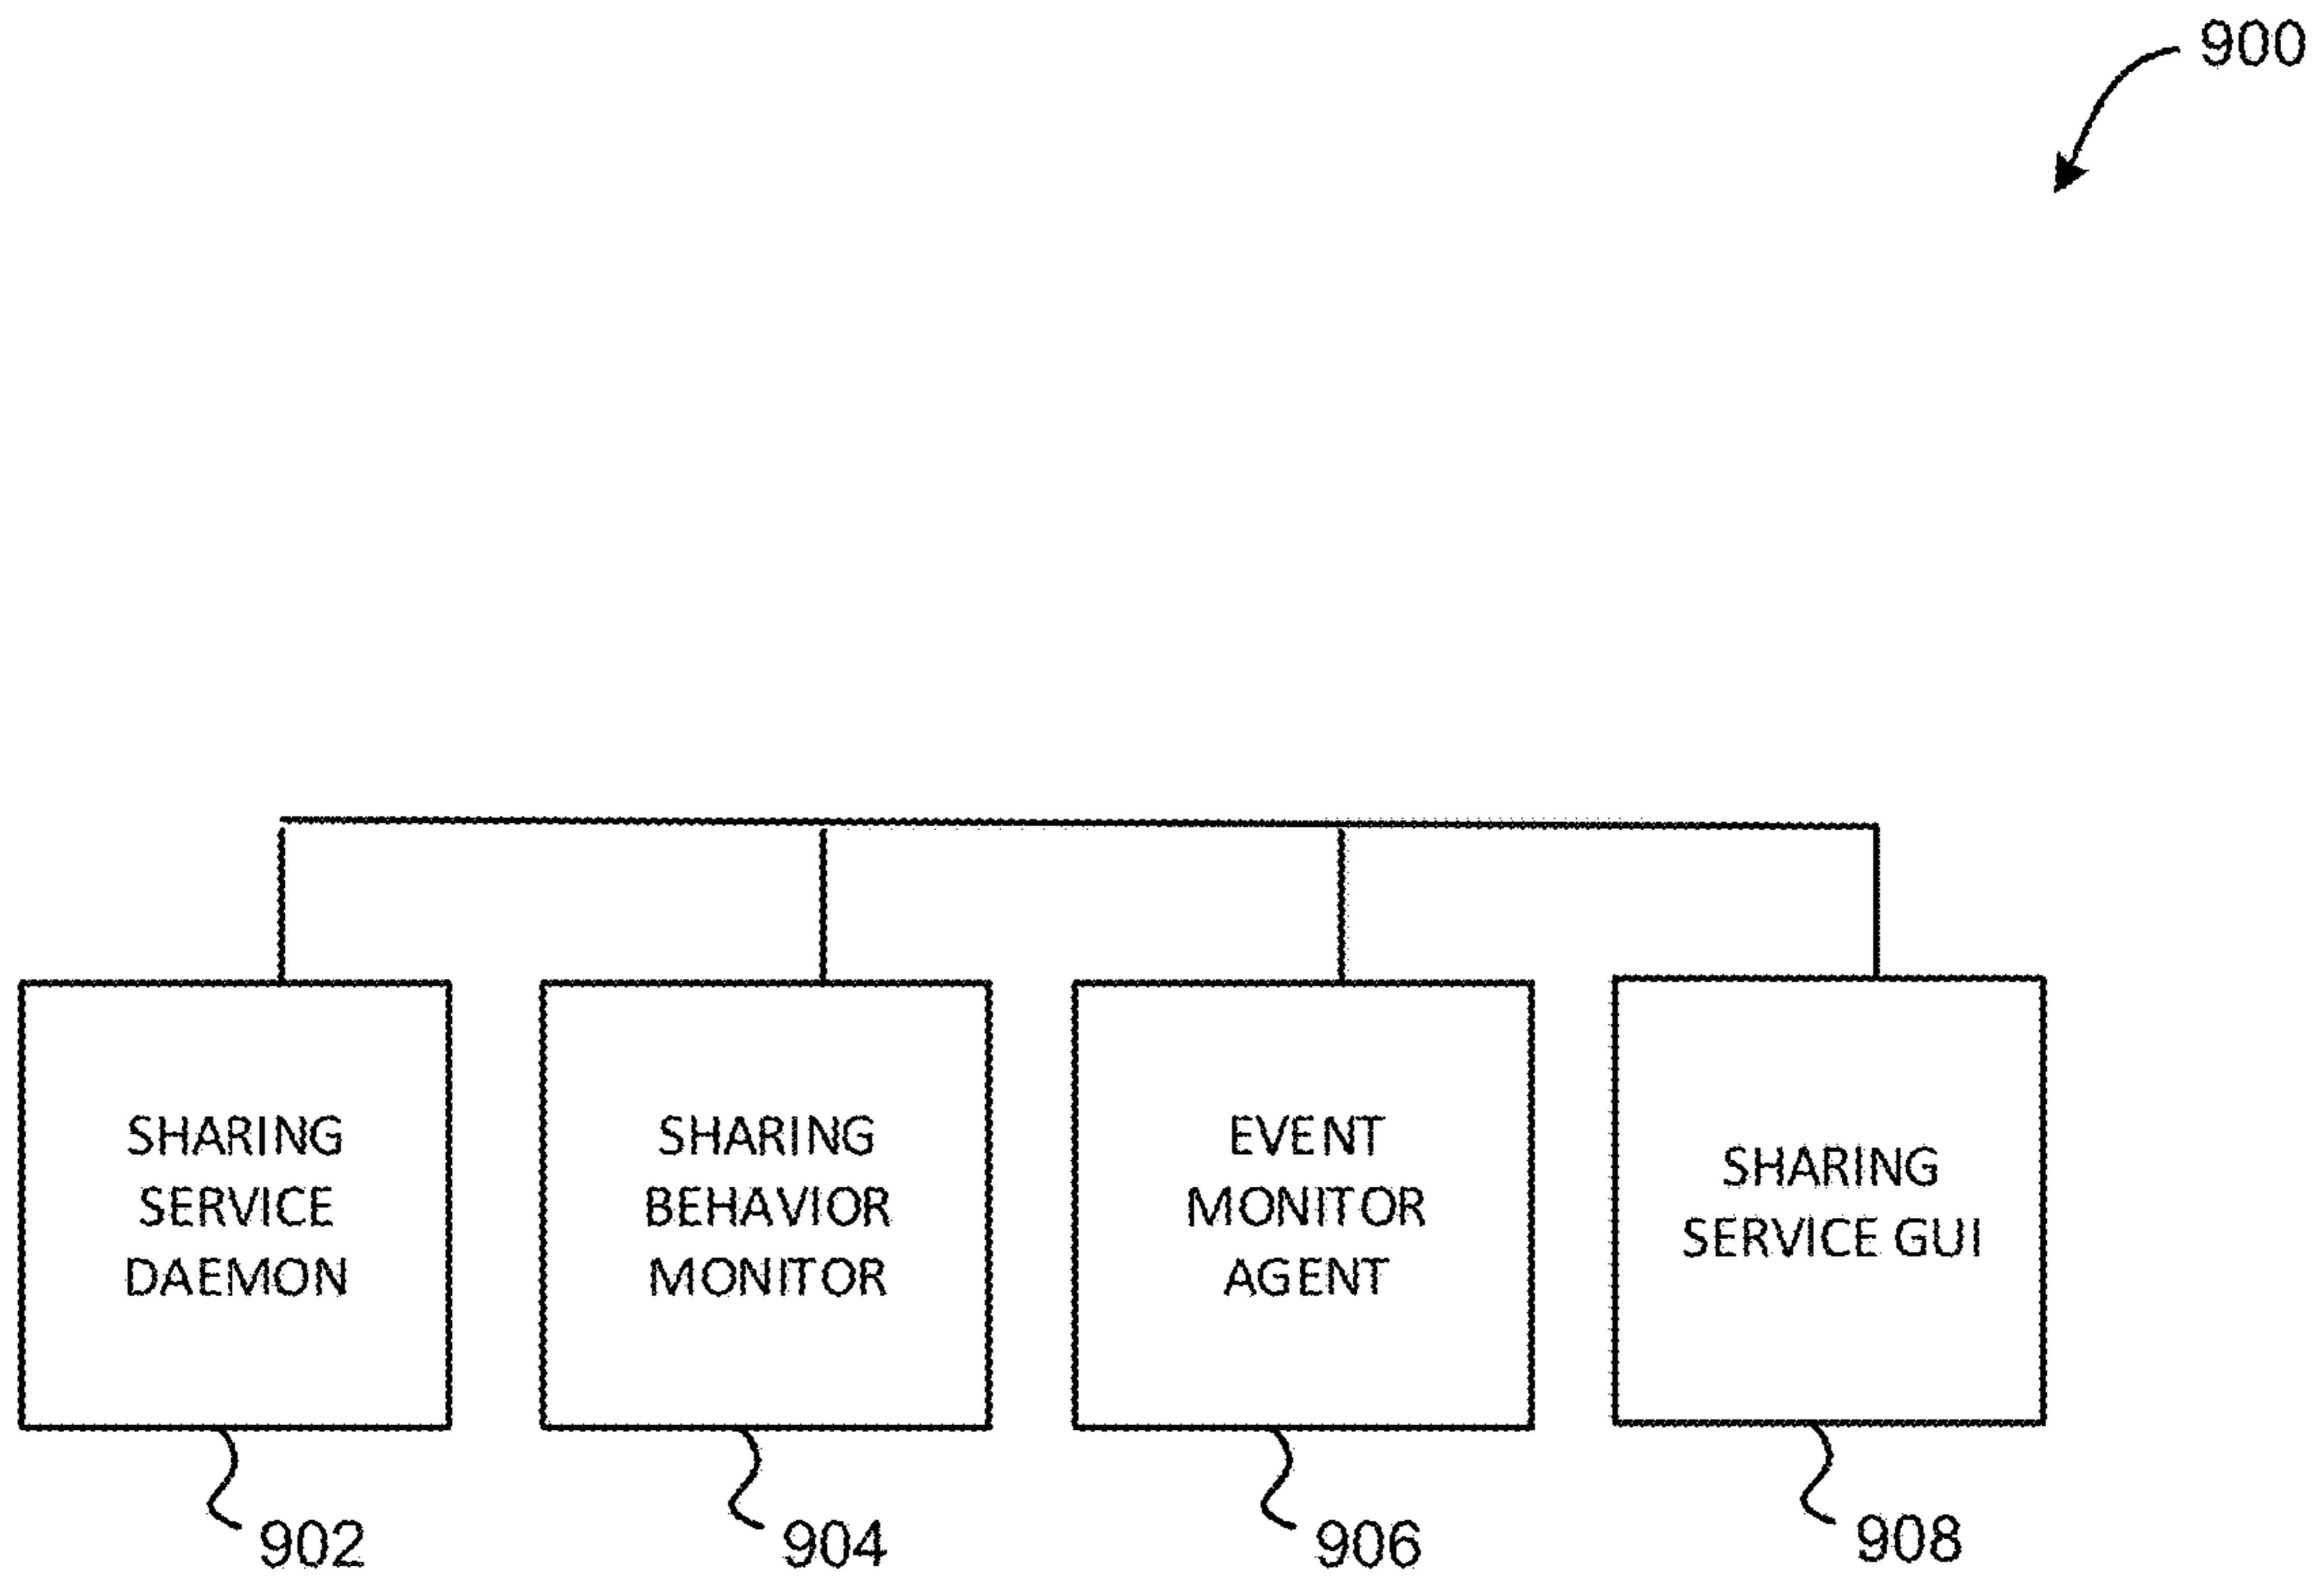 900
SHARING
SERVICE
DAEMON
SHARING
BEHAVIOR
MONITOR
EVENT
MONITOR
AGENT
SHARING
SERVICE GUI
902
904
906
908